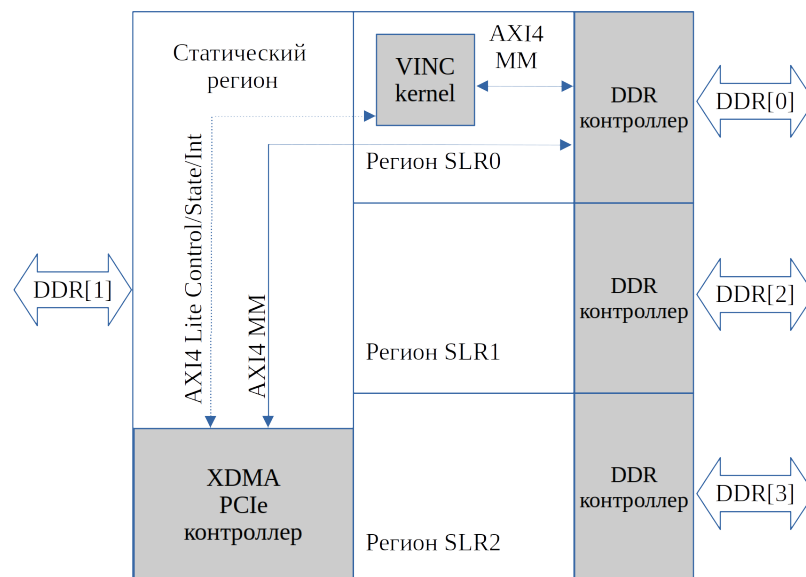 Статический
регион
VINC
kernel
AXI4
MM
DDR
контроллер
DDR[0]
Регион SLR0
AXI4 Lite Control/State/Int
AXI4 MM
DDR[1]
DDR
контроллер
DDR[2]
Регион SLR1
XDMA
PCIe
контроллер
DDR
контроллер
DDR[3]
Регион SLR2